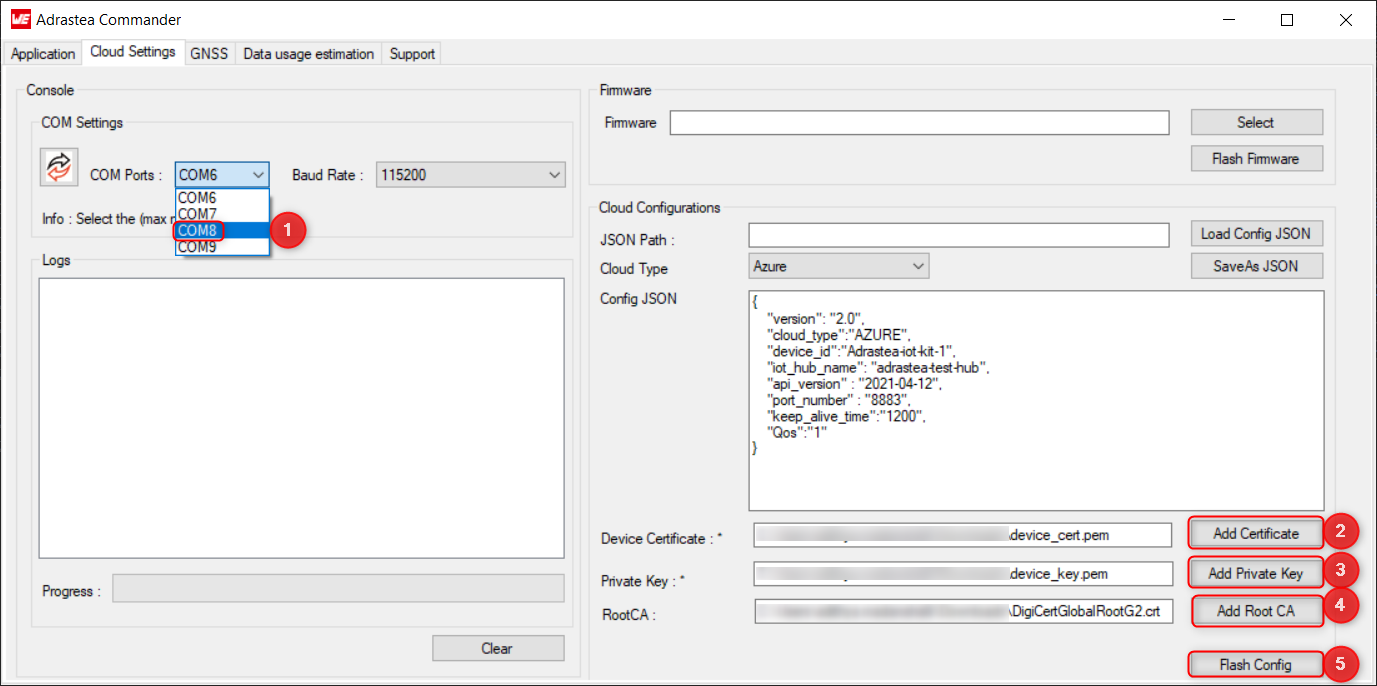 WE Adrastea Commander
Application Cloud Settings GNSS Data usage estimation Support
Console
COM Settings
COM Ports : COM6 Baud Rate : 115200
COM6
COM7
COM8 1
COM9
Info : Select the (max
Logs
Progress :
Clear
Firmware
Firmware Select
Flash Firmware
Cloud Configurations
JSON Path : Load Config JSON
Cloud Type Azure SaveAs JSON
Config JSON
{
"version": "2.0",
"cloud_type":"AZURE",
"device_id":"Adrastea-iot-kit-1",
"iot_hub_name": "adrastea-test-hub",
"api_version" : "2021-04-12",
"port_number" : "8883",
"keep_alive_time":"1200",
"Qos":"1"
}
Device Certificate : * \device_cert.pem Add Certificate 2
Private Key : * \device_key.pem Add Private Key 3
RootCA : \DigiCertGlobalRootG2.crt Add Root CA 4
Flash Config 5